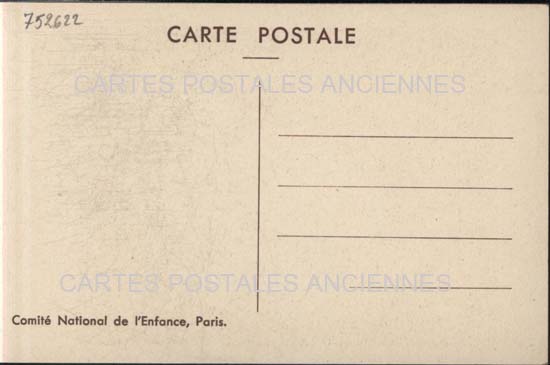 752622
CARTE POSTALE
CARTES POSTALES ANCIENNES
CARTES POSTALES ANCIENNES
Comité National de l'Enfance, Paris.